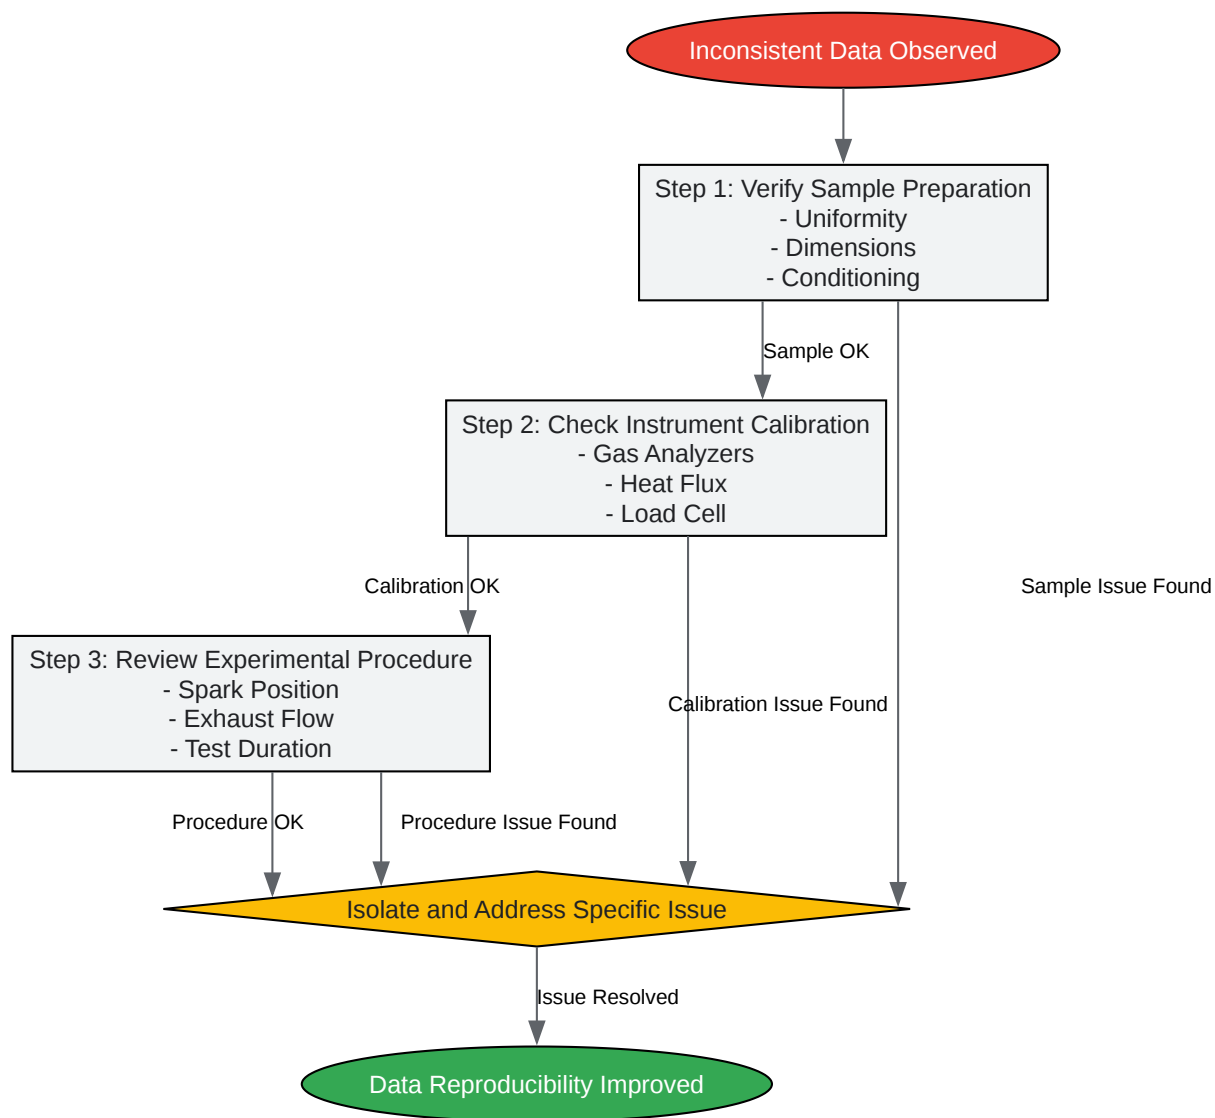 Inconsistent Data Observed
Step 1: Verify Sample Preparation
- Uniformity
- Dimensions
- Conditioning
Sample OK
Step 2: Check Instrument Calibration
- Gas Analyzers
- Heat Flux
- Load Cell
Calibration OK
Sample Issue Found
Step 3: Review Experimental Procedure
- Spark Position
- Exhaust Flow
- Test Duration
Calibration Issue Found
Procedure OK
Procedure Issue Found
Isolate and Address Specific Issue
Issue Resolved
Data Reproducibility Improved